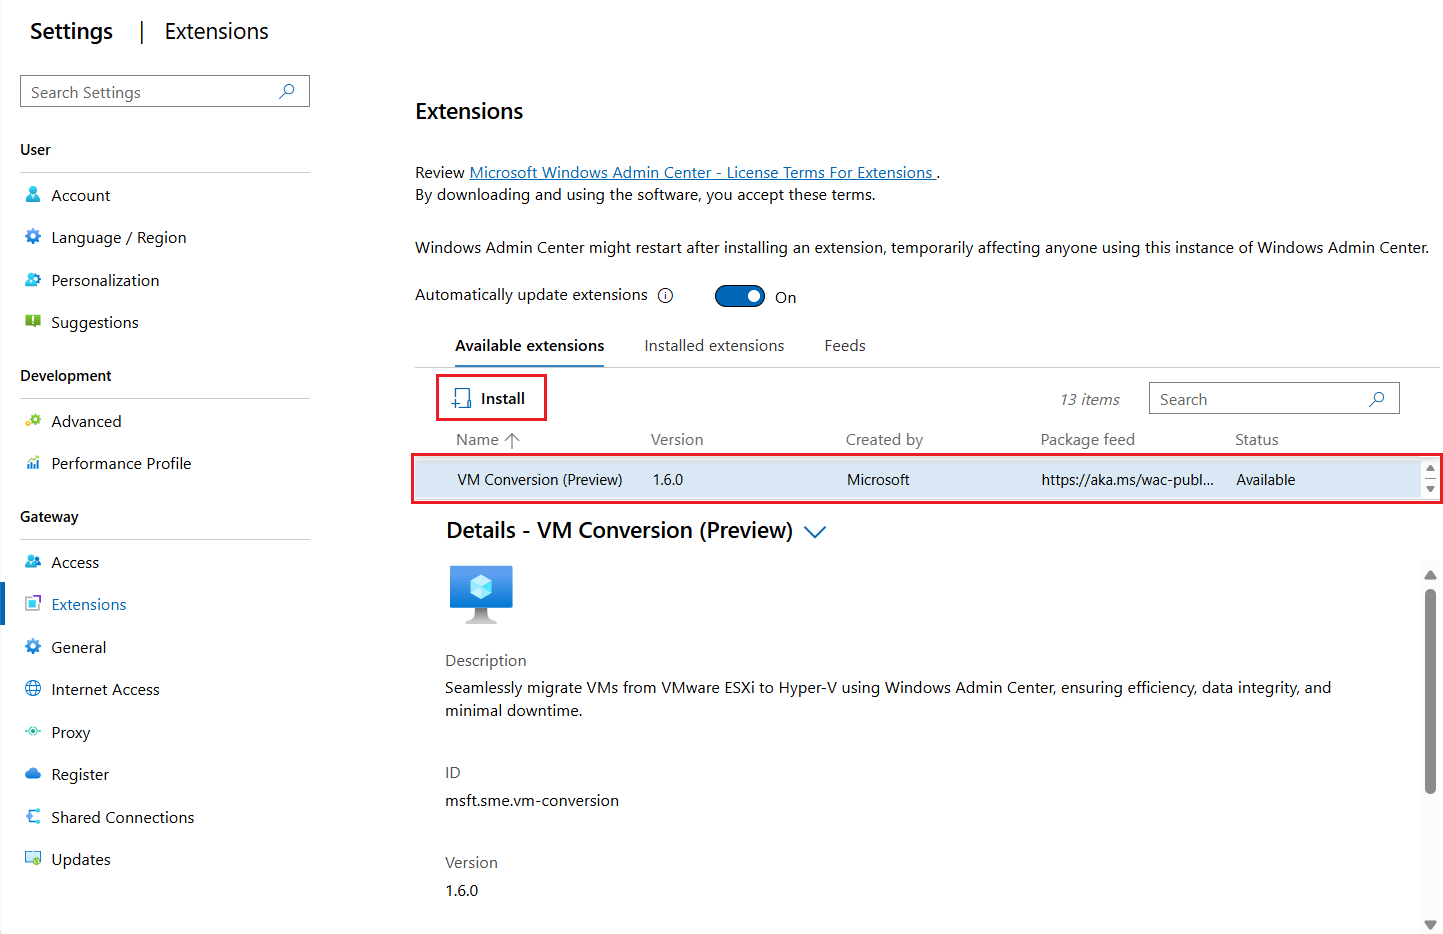 Settings | Extensions
Search Settings
User
Account
Language / Region
Personalization
Suggestions
Development
Advanced
Performance Profile
Gateway
Access
Extensions
General
Internet Access
Proxy
Register
Shared Connections
Updates
Extensions
Review Microsoft Windows Admin Center - License Terms For Extensions .
By downloading and using the software, you accept these terms.
Windows Admin Center might restart after installing an extension, temporarily affecting anyone using this instance of Windows Admin Center.
Automatically update extensions On
Available extensions Installed extensions Feeds
Install 13 items Search
Name Version Created by Package feed Status
VM Conversion (Preview) 1.6.0 Microsoft https://aka.ms/wac-publ... Available
Details - VM Conversion (Preview)
Description
Seamlessly migrate VMs from VMware ESXi to Hyper-V using Windows Admin Center, ensuring efficiency, data integrity, and
minimal downtime.
ID
msft.sme.vm-conversion
Version
1.6.0